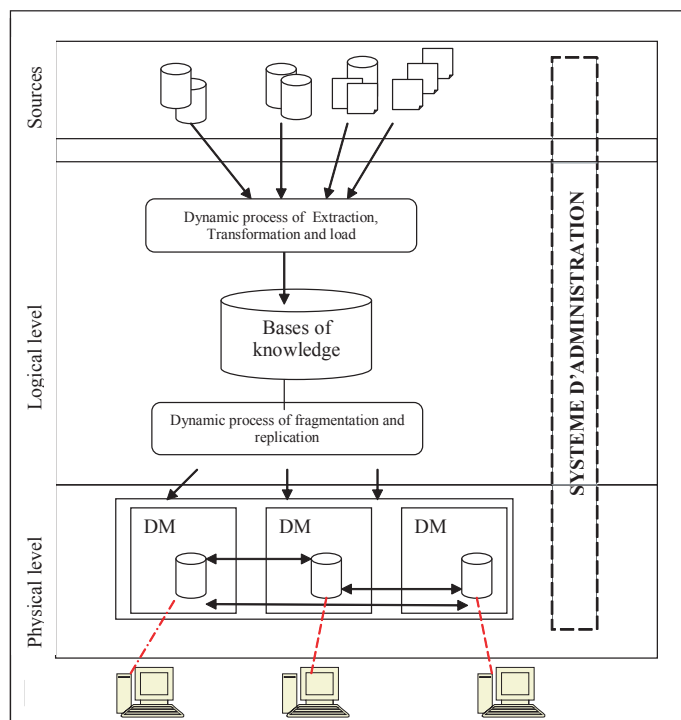 Sources
Dynamic process of Extraction,
Transformation and load
Bases of
knowledge
Logical level
Dynamic process of fragmentation and
replication
SYSTEME D'ADMINISTRATION
DM
DM
DM
Physical level